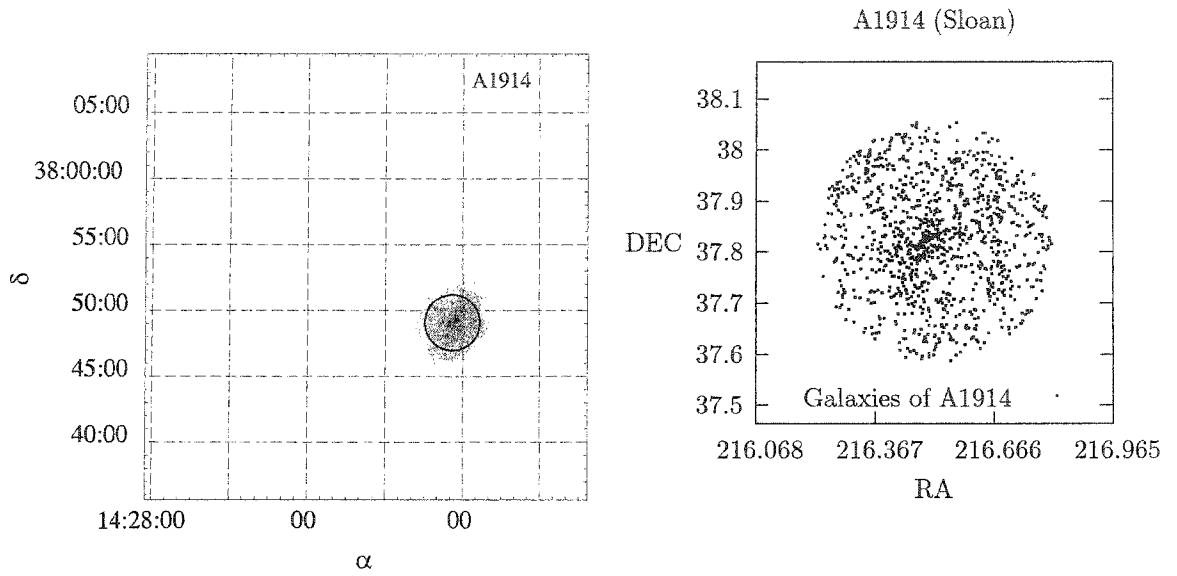 A1914
05:00
38:00:00
55:00
50:00
45:00
40:00
δ
14:28:00 00 00
α
A1914 (Sloan)
38.1
38
37.9
DEC 37.8
37.7
37.6
37.5
Galaxies of A1914
216.068 216.367 216.666 216.965
RA